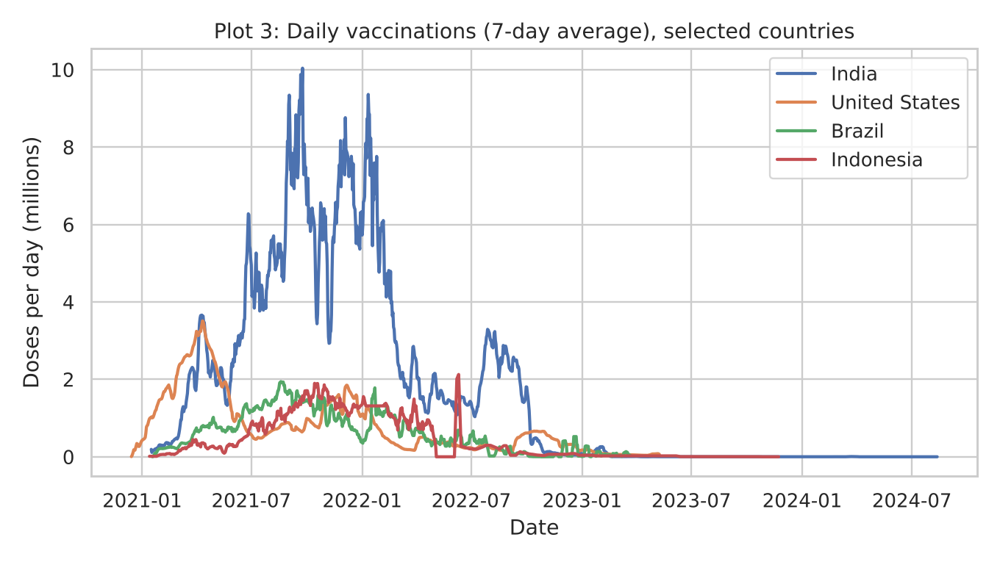 Plot 3: Daily vaccinations (7-day average), selected countries
Doses per day (millions)
10
8
6
4
2
0
India
United States
Brazil
Indonesia
2021-01 2021-07 2022-01 2022-07 2023-01 2023-07 2024-01 2024-07
Date